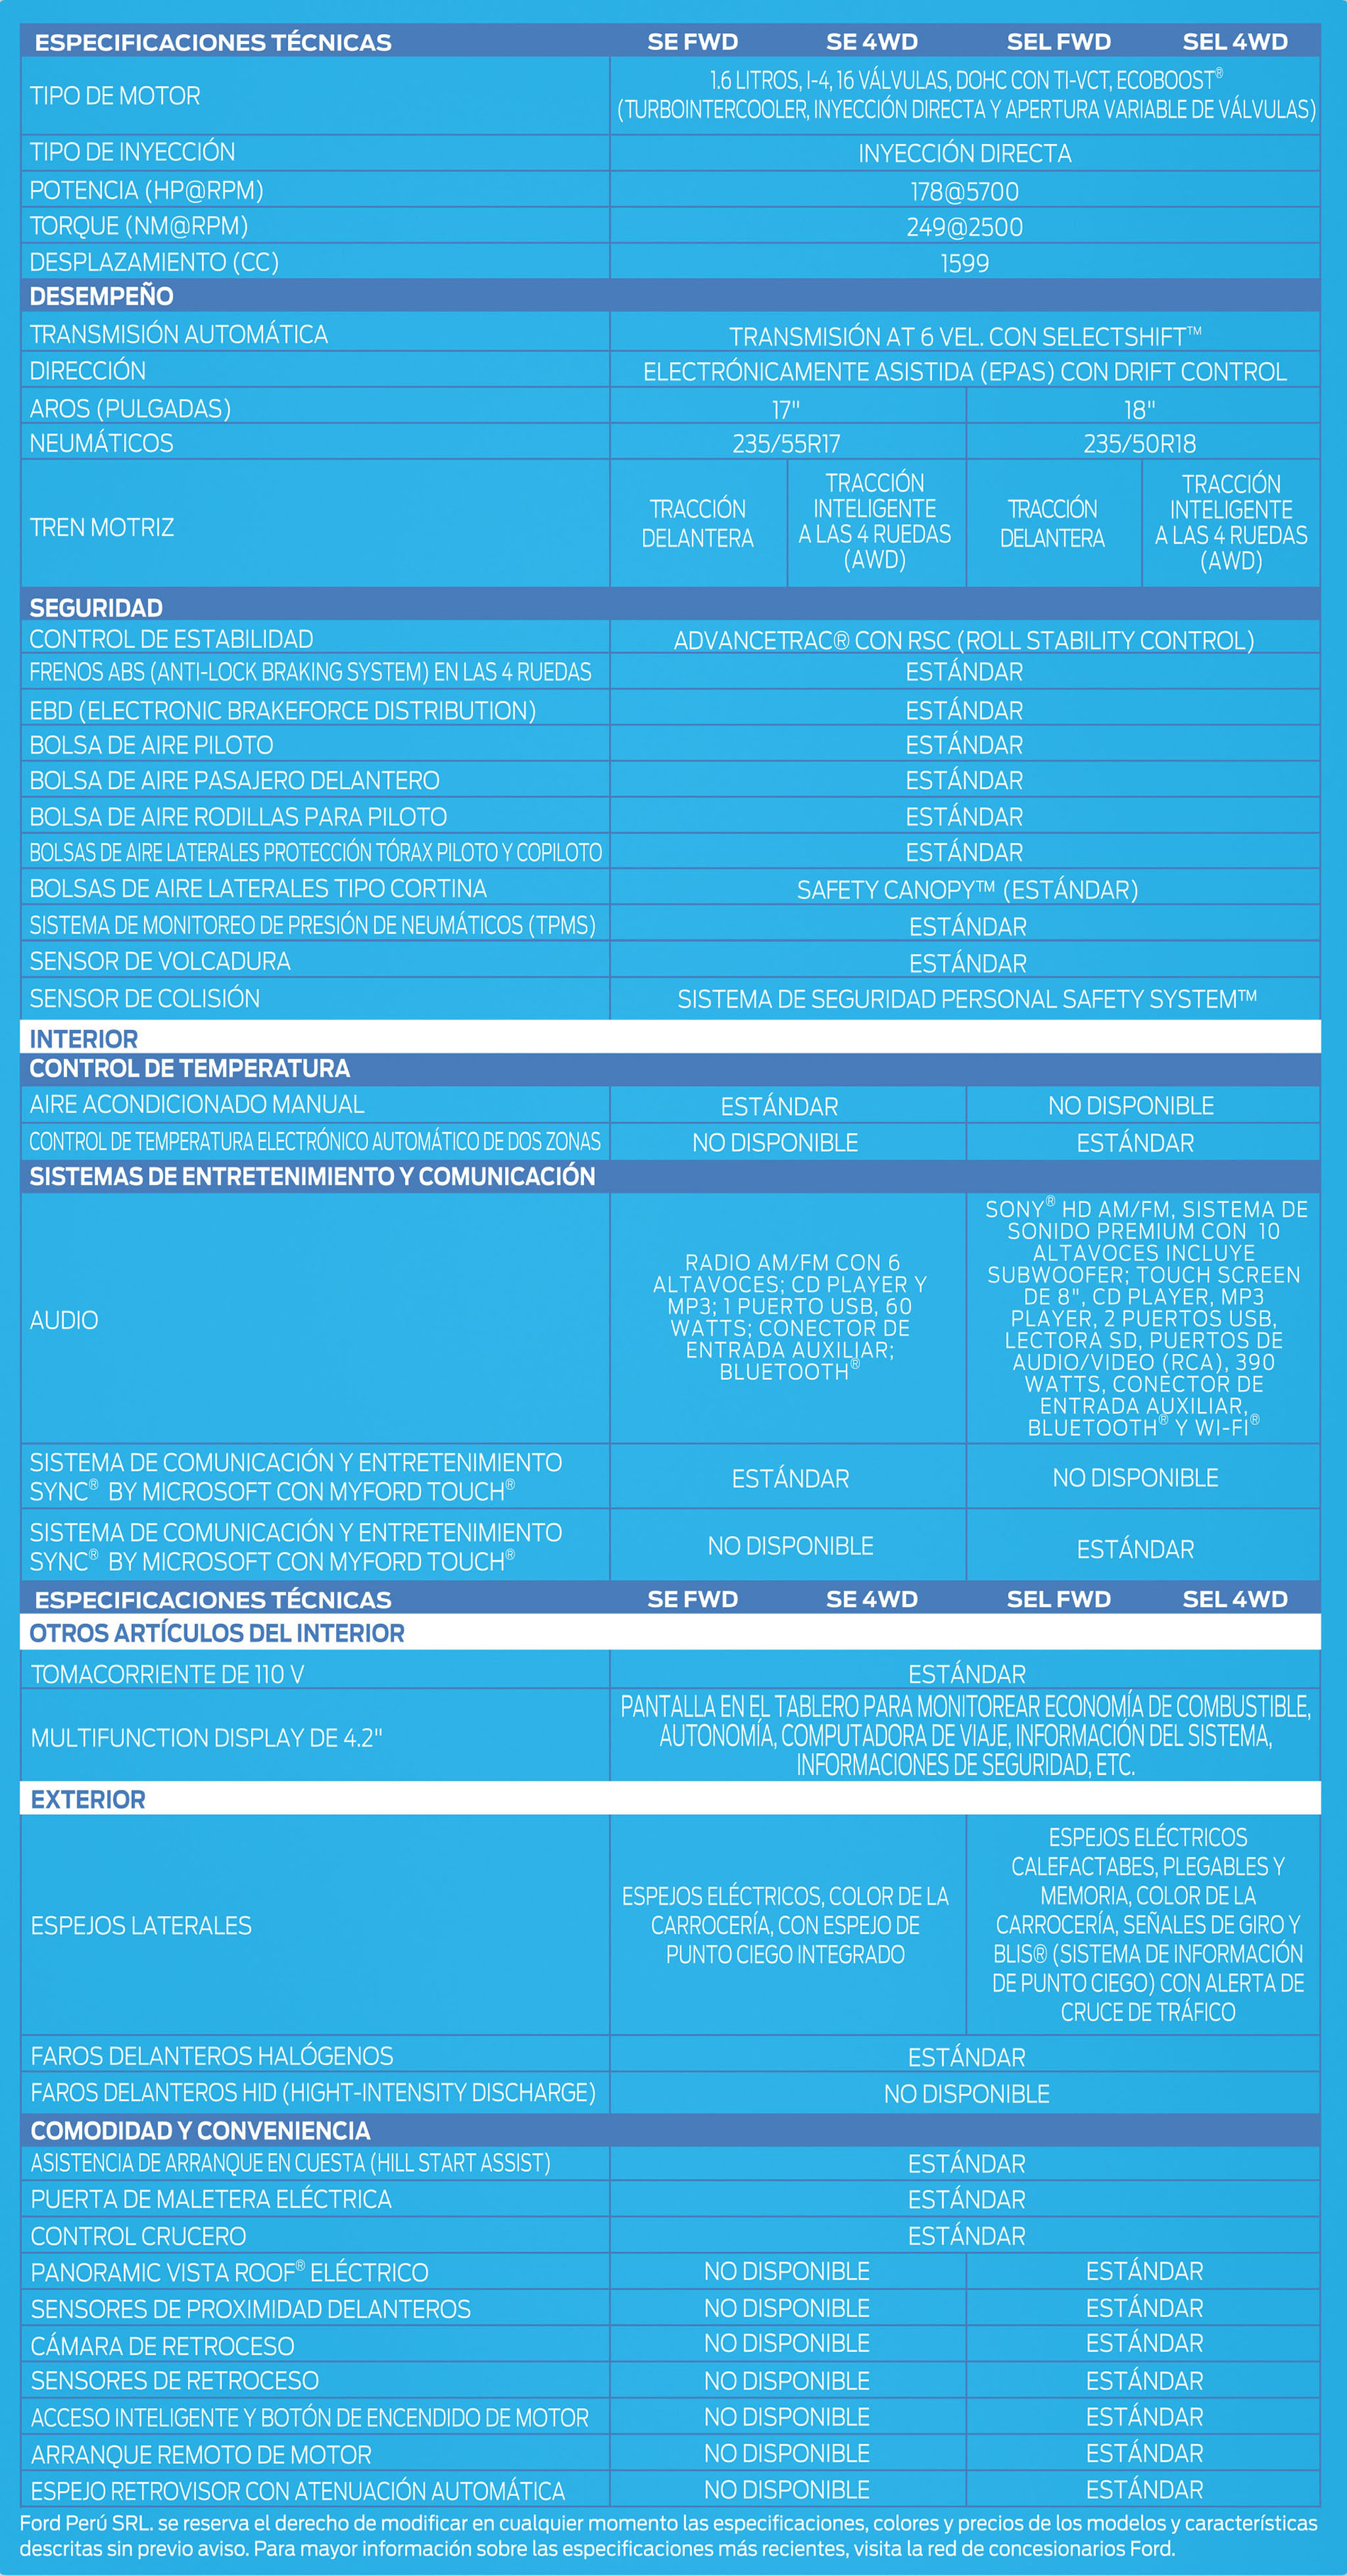 ESPECIFICACIONES TÉCNICAS SE FWD SE 4WD SEL FWD SEL 4WD
TIPO DE MOTOR
1.6 LITROS, I-4, 16 VÁLVULAS, DOHC CON TI-VCT, ECOBOOST®
(TURBOINTERCOOLER, INYECCIÓN DIRECTA Y APERTURA VARIABLE DE VÁLVULAS)
TIPO DE INYECCIÓN INYECCIÓN DIRECTA
POTENCIA (HP@RPM) 178@5700
TORQUE (NM@RPM) 249@2500
DESPLAZAMIENTO (CC) 1599
DESEMPEÑO
TRANSMISIÓN AUTOMÁTICA TRANSMISIÓN AT 6 VEL. CON SELECTSHIFT™
DIRECCIÓN ELECTRÓNICAMENTE ASISTIDA (EPAS) CON DRIFT CONTROL
AROS (PULGADAS) 17" 18"
NEUMÁTICOS 235/55R17 235/50R18
TREN MOTRIZ
TRACCIÓN
DELANTERA
TRACCIÓN
INTELIGENTE
A LAS 4 RUEDAS
(AWD)
TRACCIÓN
DELANTERA
TRACCIÓN
INTELIGENTE
A LAS 4 RUEDAS
(AWD)
SEGURIDAD
CONTROL DE ESTABILIDAD ADVANCETRAC® CON RSC (ROLL STABILITY CONTROL)
FRENOS ABS (ANTI-LOCK BRAKING SYSTEM) EN LAS 4 RUEDAS ESTÁNDAR
EBD (ELECTRONIC BRAKEFORCE DISTRIBUTION) ESTÁNDAR
BOLSA DE AIRE PILOTO ESTÁNDAR
BOLSA DE AIRE PASAJERO DELANTERO ESTÁNDAR
BOLSA DE AIRE RODILLAS PARA PILOTO ESTÁNDAR
BOLSAS DE AIRE LATERALES PROTECCIÓN TÓRAX PILOTO Y COPILOTO ESTÁNDAR
BOLSAS DE AIRE LATERALES TIPO CORTINA SAFETY CANOPY™ (ESTÁNDAR)
SISTEMA DE MONITOREO DE PRESIÓN DE NEUMÁTICOS (TPMS) ESTÁNDAR
SENSOR DE VOLCADURA ESTÁNDAR
SENSOR DE COLISIÓN SISTEMA DE SEGURIDAD PERSONAL SAFETY SYSTEM™
INTERIOR
CONTROL DE TEMPERATURA
AIRE ACONDICIONADO MANUAL ESTÁNDAR NO DISPONIBLE
CONTROL DE TEMPERATURA ELECTRÓNICO AUTOMÁTICO DE DOS ZONAS NO DISPONIBLE ESTÁNDAR
SISTEMAS DE ENTRETENIMIENTO Y COMUNICACIÓN
AUDIO
RADIO AM/FM CON 6
ALTAVOCES; CD PLAYER Y
MP3; 1 PUERTO USB, 60
WATTS; CONECTOR DE
ENTRADA AUXILIAR;
BLUETOOTH®
SONY® HD AM/FM, SISTEMA DE
SONIDO PREMIUM CON 10
ALTAVOCES INCLUYE
SUBWOOFER; TOUCH SCREEN
DE 8", CD PLAYER, MP3
PLAYER, 2 PUERTOS USB,
LECTORA SD, PUERTOS DE
AUDIO/VIDEO (RCA), 390
WATTS, CONECTOR DE
ENTRADA AUXILIAR,
BLUETOOTH® Y WI-FI®
SISTEMA DE COMUNICACIÓN Y ENTRETENIMIENTO
SYNC® BY MICROSOFT CON MYFORD TOUCH®
ESTÁNDAR NO DISPONIBLE
SISTEMA DE COMUNICACIÓN Y ENTRETENIMIENTO
SYNC® BY MICROSOFT CON MYFORD TOUCH®
NO DISPONIBLE ESTÁNDAR
ESPECIFICACIONES TÉCNICAS SE FWD SE 4WD SEL FWD SEL 4WD
OTROS ARTÍCULOS DEL INTERIOR
TOMACORRIENTE DE 110 V ESTÁNDAR
MULTIFUNCTION DISPLAY DE 4.2"
PANTALLA EN EL TABLERO PARA MONITOREAR ECONOMÍA DE COMBUSTIBLE,
AUTONOMÍA, COMPUTADORA DE VIAJE, INFORMACIÓN DEL SISTEMA,
INFORMACIONES DE SEGURIDAD, ETC.
EXTERIOR
ESPEJOS LATERALES
ESPEJOS ELÉCTRICOS, COLOR DE LA
CARROCERÍA, CON ESPEJO DE
PUNTO CIEGO INTEGRADO
ESPEJOS ELÉCTRICOS
CALEFACTABES, PLEGABLES Y
MEMORIA, COLOR DE LA
CARROCERÍA, SEÑALES DE GIRO Y
BLIS® (SISTEMA DE INFORMACIÓN
DE PUNTO CIEGO) CON ALERTA DE
CRUCE DE TRÁFICO
FAROS DELANTEROS HALÓGENOS ESTÁNDAR
FAROS DELANTEROS HID (HIGHT-INTENSITY DISCHARGE) NO DISPONIBLE
COMODIDAD Y CONVENIENCIA
ASISTENCIA DE ARRANQUE EN CUESTA (HILL START ASSIST) ESTÁNDAR
PUERTA DE MALETERA ELÉCTRICA ESTÁNDAR
CONTROL CRUCERO ESTÁNDAR
PANORAMIC VISTA ROOF® ELÉCTRICO NO DISPONIBLE ESTÁNDAR
SENSORES DE PROXIMIDAD DELANTEROS NO DISPONIBLE ESTÁNDAR
CÁMARA DE RETROCESO NO DISPONIBLE ESTÁNDAR
SENSORES DE RETROCESO NO DISPONIBLE ESTÁNDAR
ACCESO INTELIGENTE Y BOTÓN DE ENCENDIDO DE MOTOR NO DISPONIBLE ESTÁNDAR
ARRANQUE REMOTO DE MOTOR NO DISPONIBLE ESTÁNDAR
ESPEJO RETROVISOR CON ATENUACIÓN AUTOMÁTICA NO DISPONIBLE ESTÁNDAR
Ford Perú SRL. se reserva el derecho de modificar en cualquier momento las especificaciones, colores y precios de los modelos y características
descritas sin previo aviso. Para mayor información sobre las especificaciones más recientes, visita la red de concesionarios Ford.